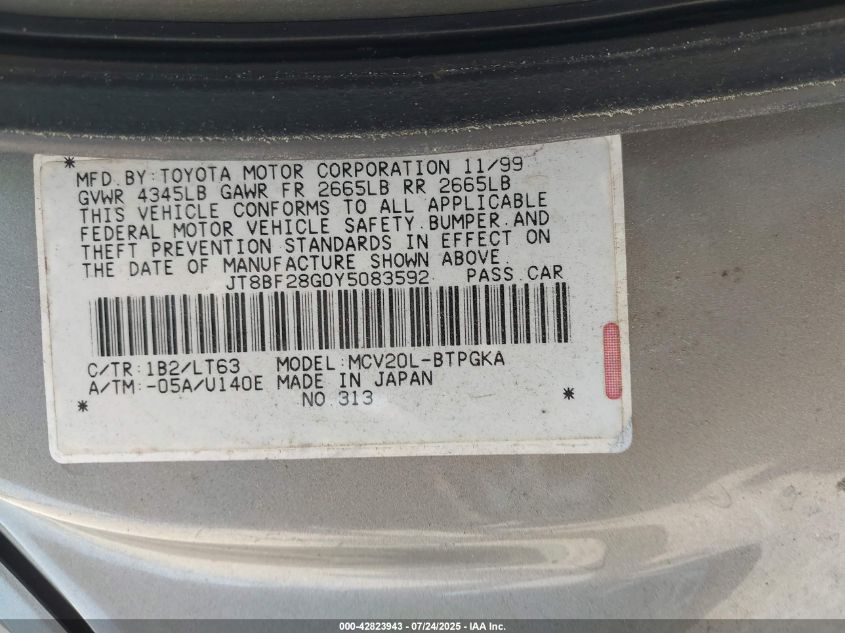 * MFD.BY:TOYOTA MOTOR CORPORATION 11/99
GVWR 4345LB GAWR FR 2665LB RR 2665LB
THIS VEHICLE CONFORMS TO ALL APPLICABLE
FEDERAL MOTOR VEHICLE SAFETY.BUMPER.AND
THEFT PREVENTION STANDARDS IN EFFECT ON
THE DATE OF MANUFACTURE SHOWN ABOVE.
JT8BF28G0Y5083592 PASS.CAR
C/TR:1B2/LT63 MODEL:MCV20L-BTPGKA
A/TM:-05A/U140E MADE IN JAPAN
* NO.313 *
000-42823943 • 07/24/2025 - IAA Inc.